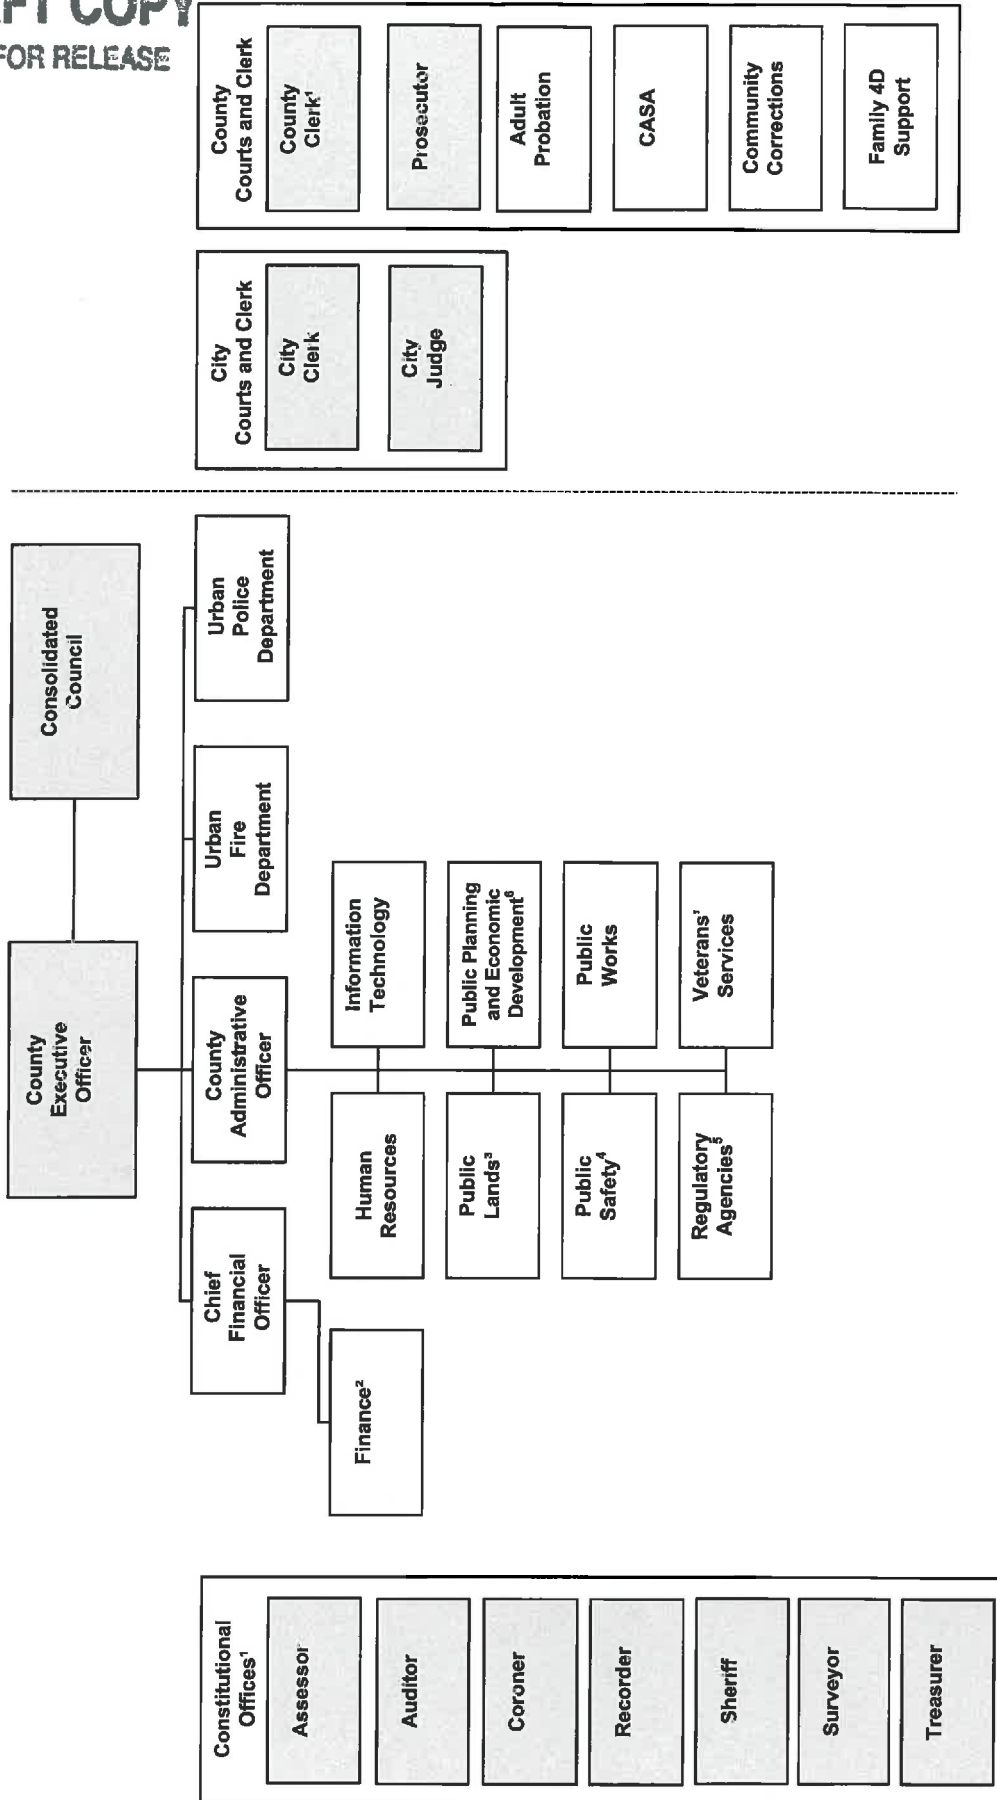 COPY
FOR RELEASE
County
Executive
Officer
Consolidated
Council
Constitutional
Offices¹
Assessor
Auditor
Coroner
Recorder
Sheriff
Surveyor
Treasurer
Chief
Financial
Officer
Finance²
County
Administrative
Officer
Urban
Fire
Department
Urban
Police
Department
Human
Resources
Information
Technology
Public
Lands³
Public Planning
and Economic
Development⁶
Public
Safety⁴
Public
Works
Regulatory
Agencies⁵
Veterans'
Services
City
Courts and Clerk
City
Clerk
City
Judge
County
Courts and Clerk
County
Clerk¹
Prosecutor
Adult
Probation
CASA
Community
Corrections
Family 4D
Support